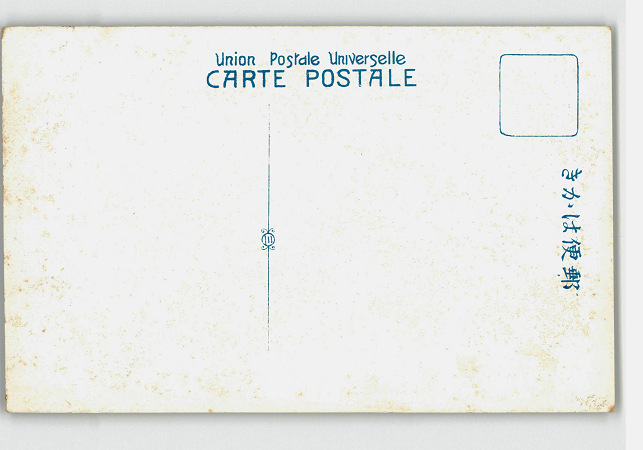 Union Postale Universelle
CARTE POSTALE
郵便はがき